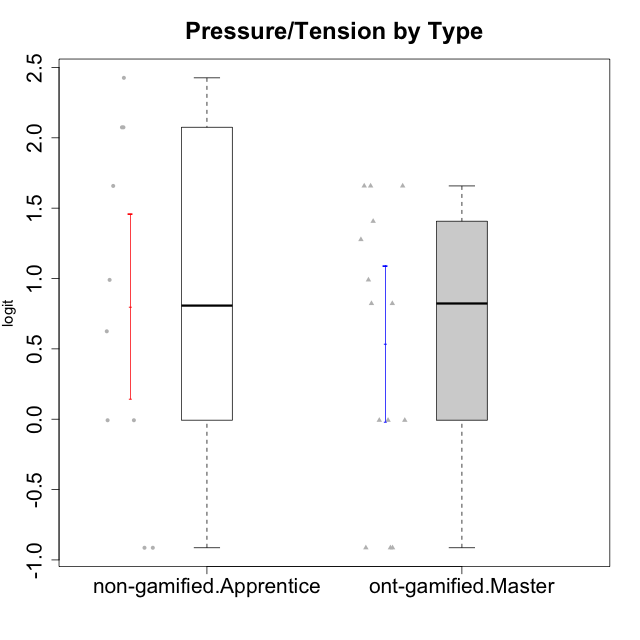 Pressure/Tension by Type
2.5
2.0
1.5
1.0
0.5
0.0
-0.5
-1.0
logit
non-gamified.Apprentice
ont-gamified.Master